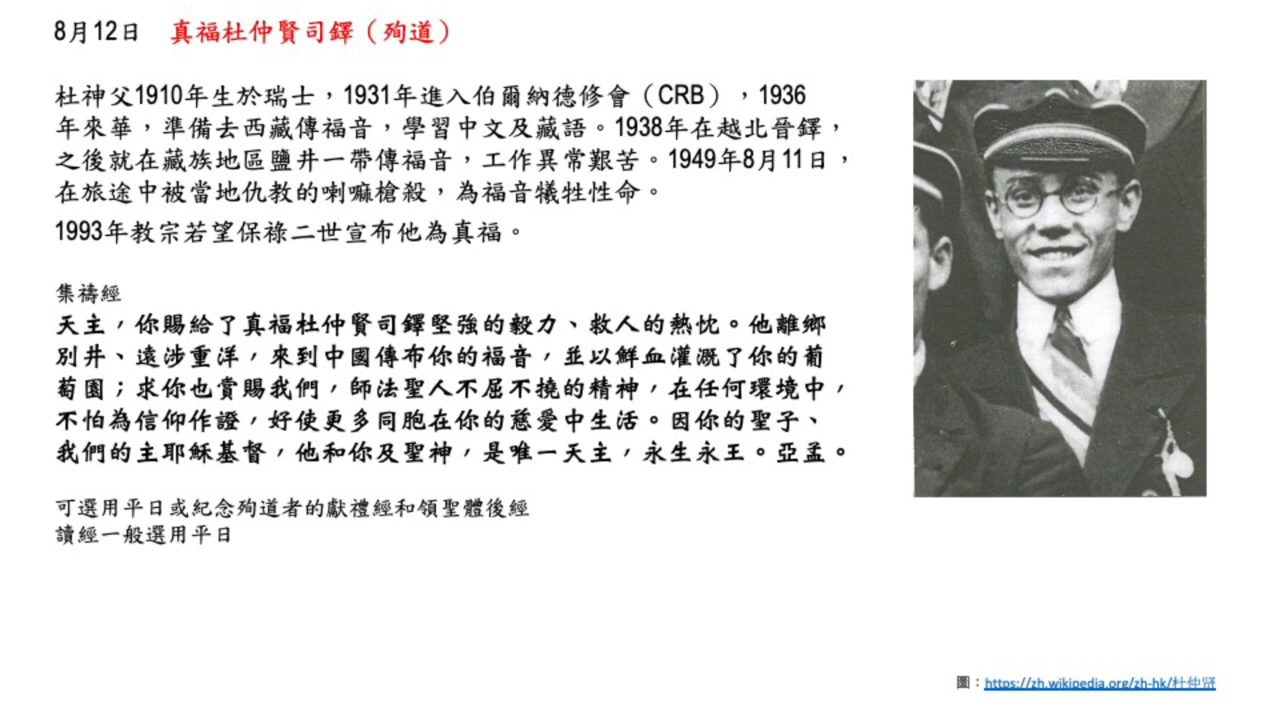 8月12日 真福杜仲賢司鐸（殉道）
杜神父1910年生於瑞士，1931年進入伯爾納德修會（CRB），1936
年來華，準備去西藏傳福音，學習中文及藏語。1938年在越北晉鐸，
之後就在藏族地區鹽井一帶傳福音，工作異常艱苦。1949年8月11日，
在旅途中被當地仇教的喇嘛槍殺，為福音犧牲性命。
1993年教宗若望保祿二世宣布他為真福。
集禱經
天主，你賜給了真福杜仲賢司鐸堅強的毅力、救人的熱忱。他離鄉
別井、遠涉重洋，來到中國傳布你的福音，並以鮮血灌溉了你的葡
萄園；求你也賞賜我們，師法聖人不屈不撓的精神，在任何環境中，
不怕為信仰作證，好使更多同胞在你的慈愛中生活。因你的聖子、
我們的主耶穌基督，他和你及聖神，是唯一天主，永生永王。亞孟。
可選用平日或紀念殉道者的獻禮經和領聖體後經
讀經一般選用平日
圖：https://zh.wikipedia.org/zh-hk/杜仲贤